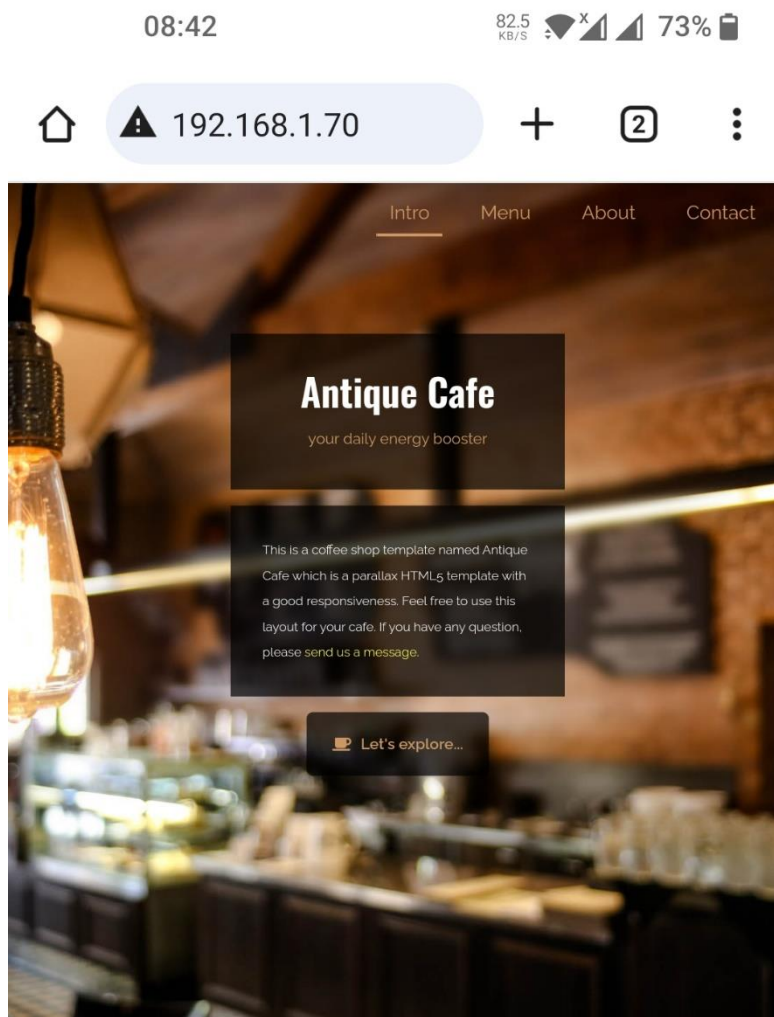 08:42
82.5
KB/S
X
73%
192.168.1.70
2
Intro Menu About Contact
Antique Cafe
your daily energy booster
This is a coffee shop template named Antique
Cafe which is a parallax HTML5 template with
a good responsiveness. Feel free to use this
layout for your cafe. If you have any question,
please send us a message.
Let's explore...